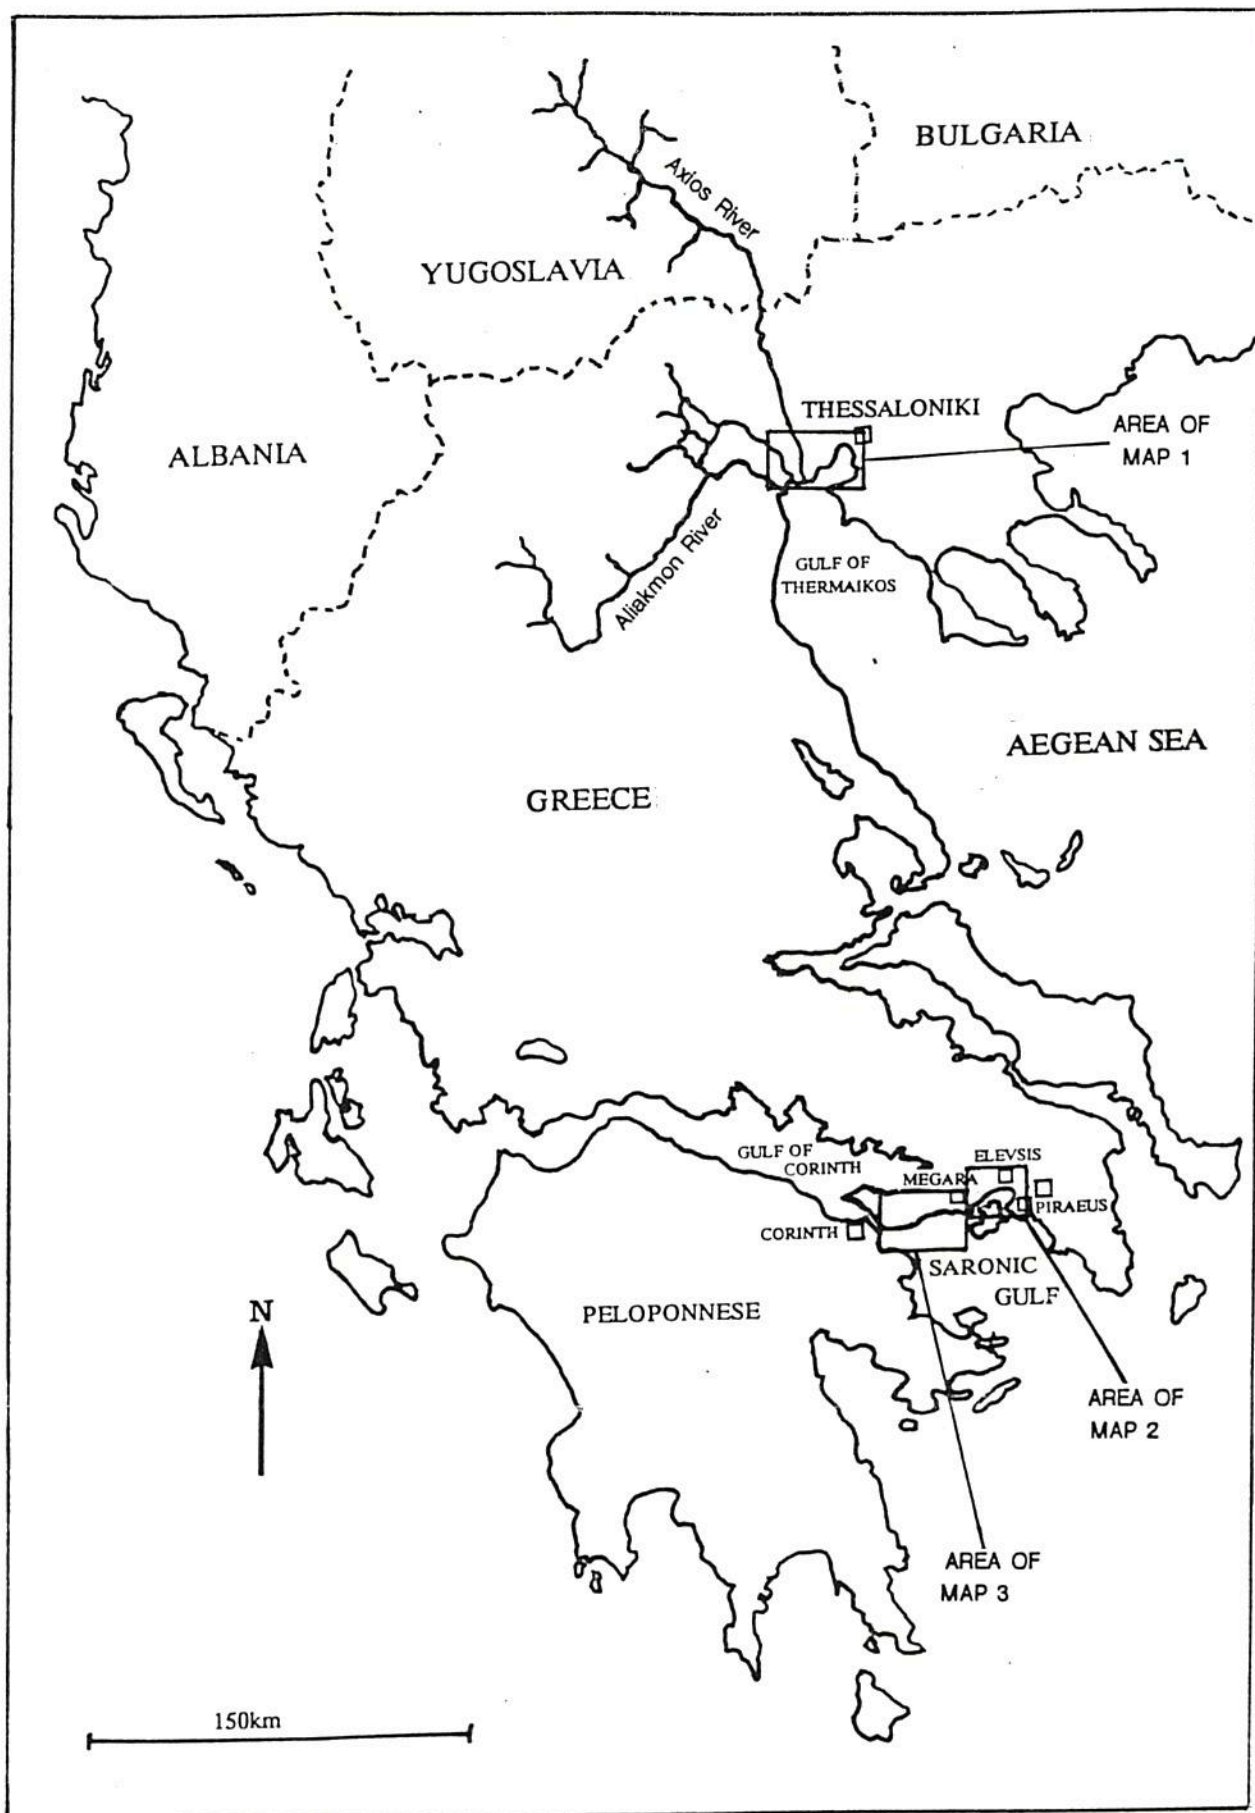 BULGARIA
Axios River
YUGOSLAVIA
THESSALONIKI
AREA OF
MAP 1
ALBANIA
GULF OF
THERMAIKOS
Aliakmon River
AEGEAN SEA
GREECE
GULF OF
CORINTH
ELEVSIS
MEGARA
PIRAEUS
CORINTH
SARONIC
GULF
N
PELOPONNESE
AREA OF
MAP 2
AREA OF
MAP 3
150km